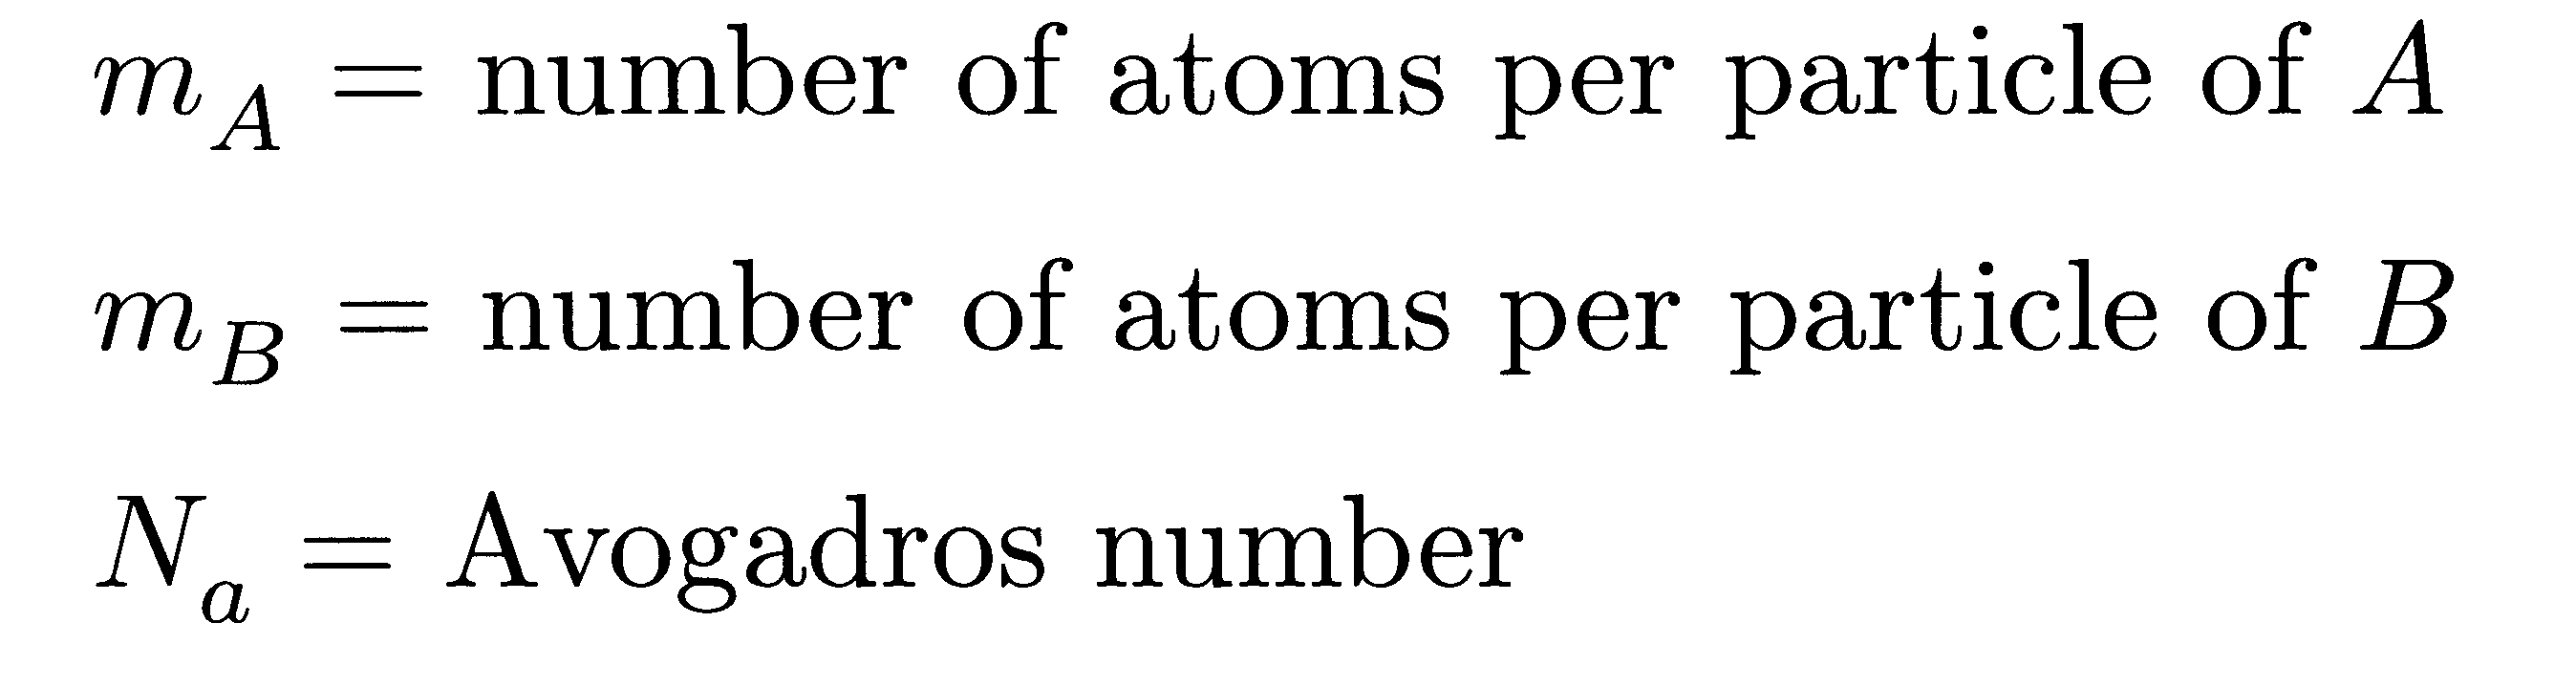 m_A = number of atoms per particle of A
m_B = number of atoms per particle of B
N_a = Avogadros number